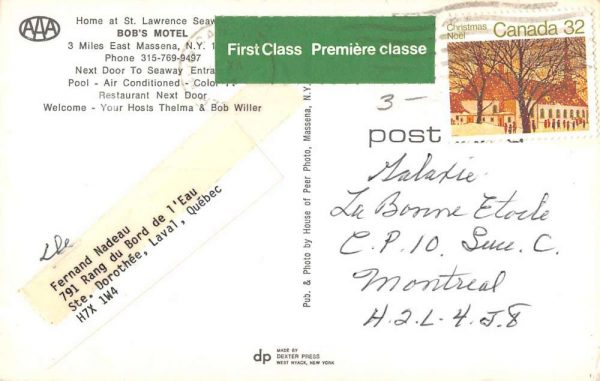 AAA
Home at St. Lawrence Seaw
BOB'S MOTEL
3 Miles East Massena, N.Y. 1
Phone 315-769-9497
Next Door To Seaway Entra
Pool - Air Conditioned - Color
Restaurant Next Door
Welcome - Your Hosts Thelma & Bob Willer
First Class Première classe
Christmas
Noël
Canada 32
3-
post
Galaxie
La Bonne Etoile
C.P. 10. Succ. C.
Montreal
H.2.L-4J8
de
Fernand Nadeau
791 Rang du Bord de l'Eau
Ste. Dorothée, Laval, Québec
H7X 1W4
Pub. & Photo by House of Peer Photo, Massena, N.Y.
dp
MADE BY
DEXTER PRESS
WEST NYACK, NEW YORK